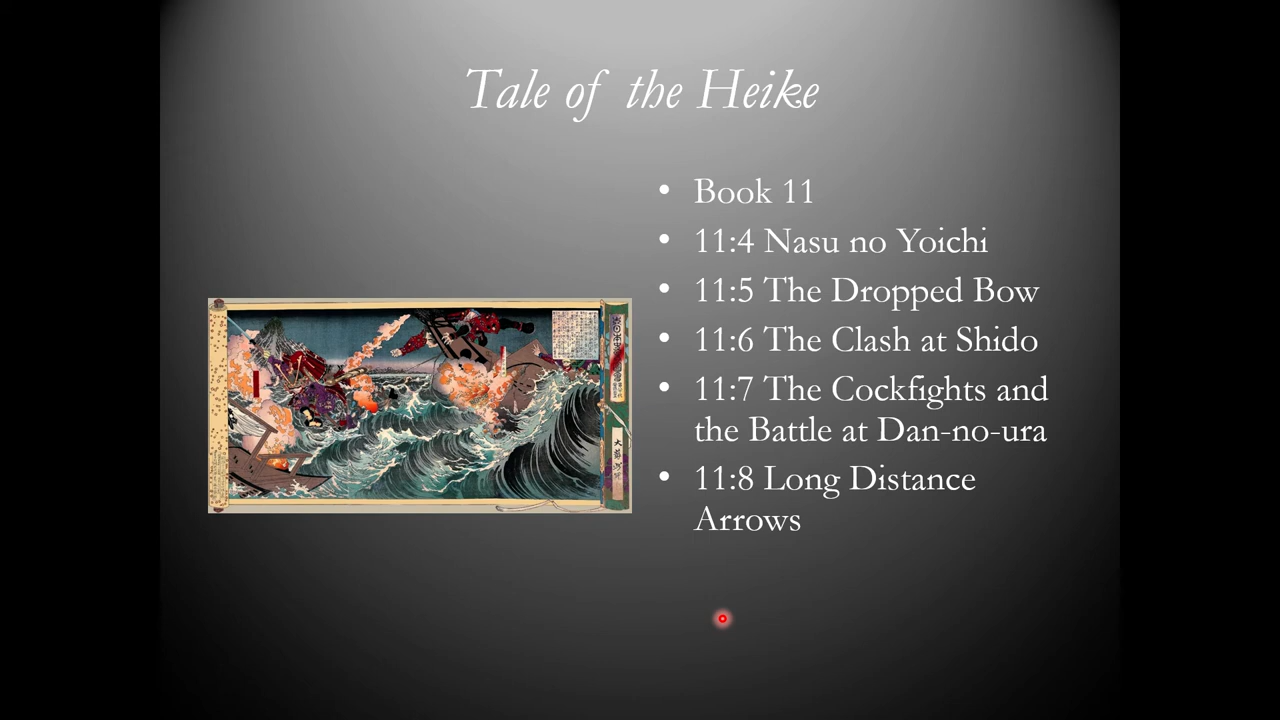 Tale of the Heike
• Book 11
• 11:4 Nasu no Yoichi
• 11:5 The Dropped Bow
• 11:6 The Clash at Shido
• 11:7 The Cockfights and
the Battle at Dan-no-ura
• 11:8 Long Distance
Arrows